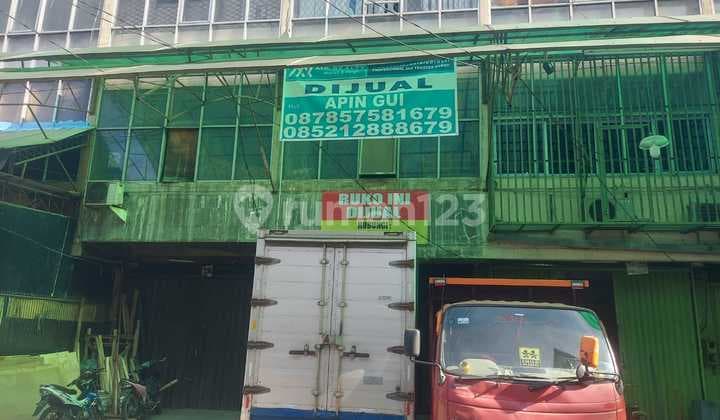 DIJUAL
APIN GUI
087857581679
085212888679
RUKO INI
DIJUAL
rumah123